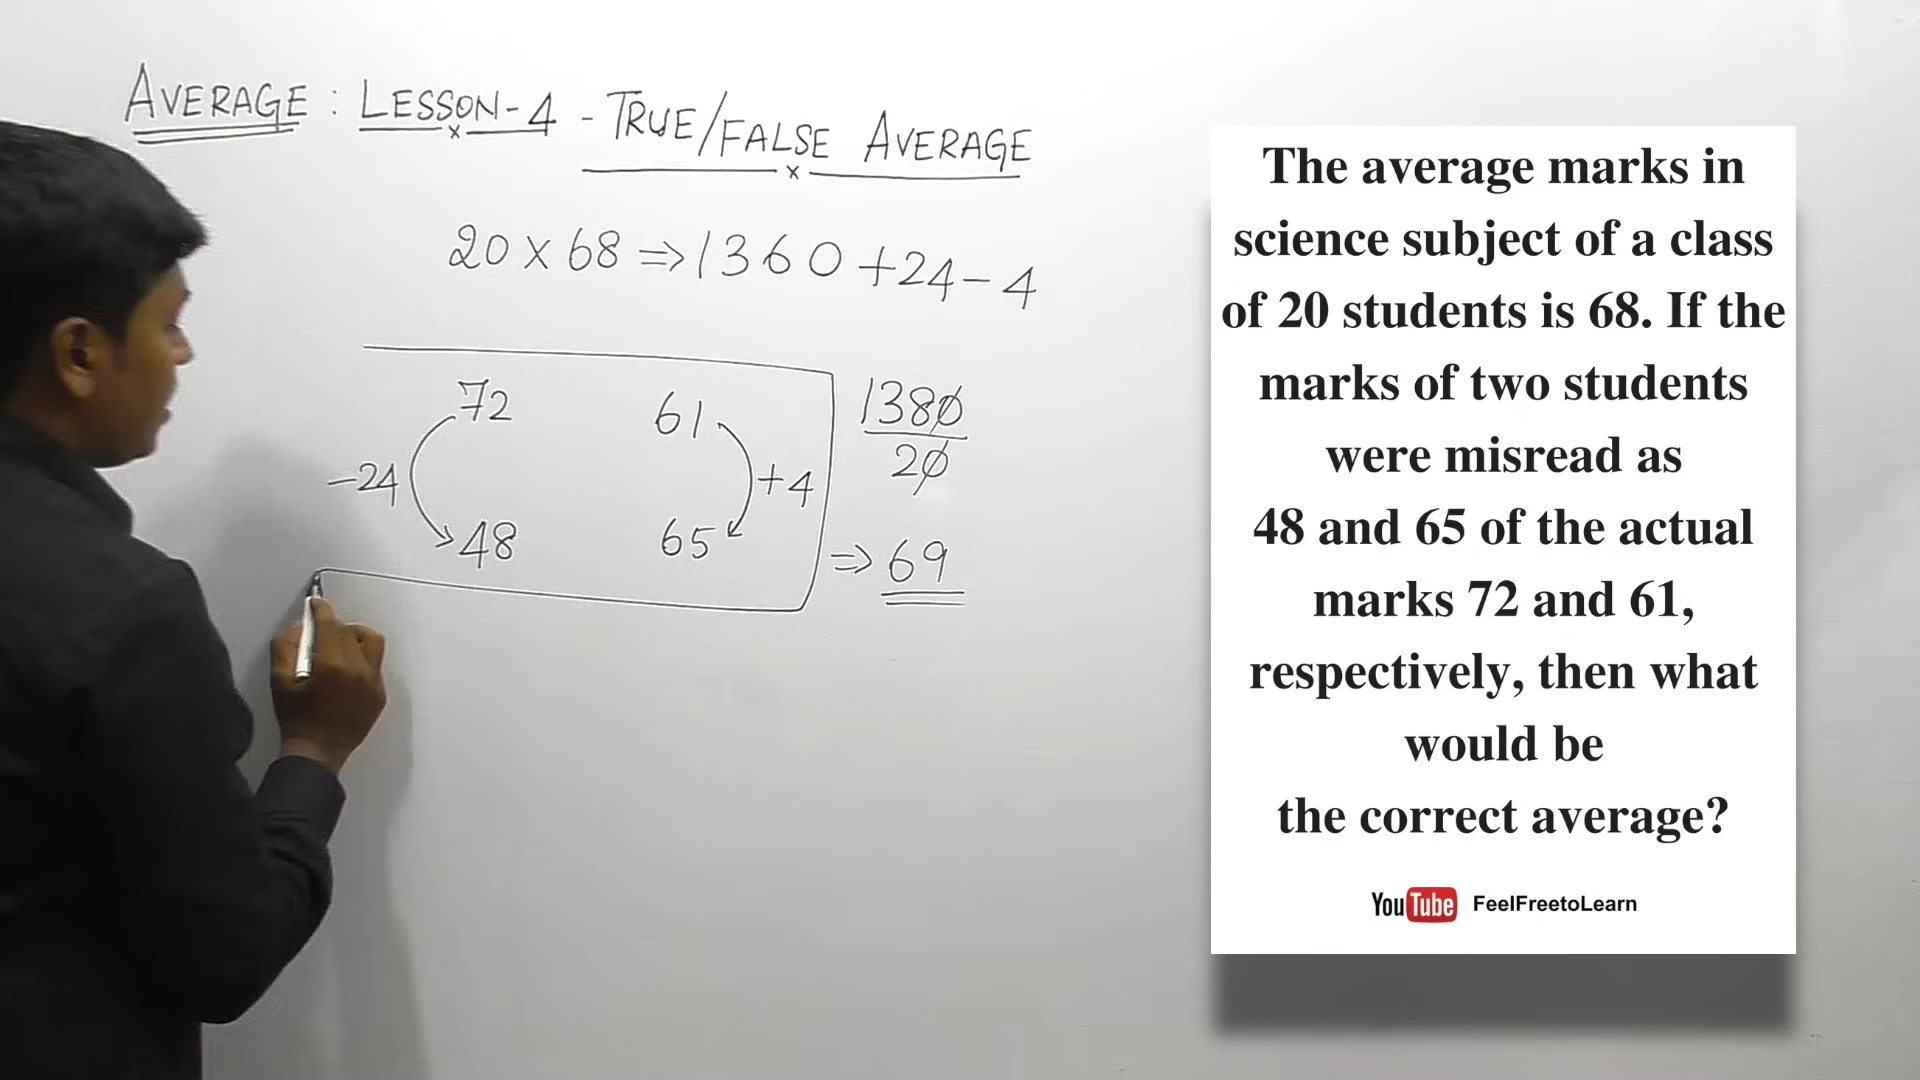 AVERAGE : LESSON-4 - TRUE/FALSE AVERAGE
20 x 68 ⇒ 1360 +24-4
72 61
-24 +4
48 65
1380
20
⇒ 69
The average marks in
science subject of a class
of 20 students is 68. If the
marks of two students
were misread as
48 and 65 of the actual
marks 72 and 61,
respectively, then what
would be
the correct average?
YouTube FeelFreetoLearn